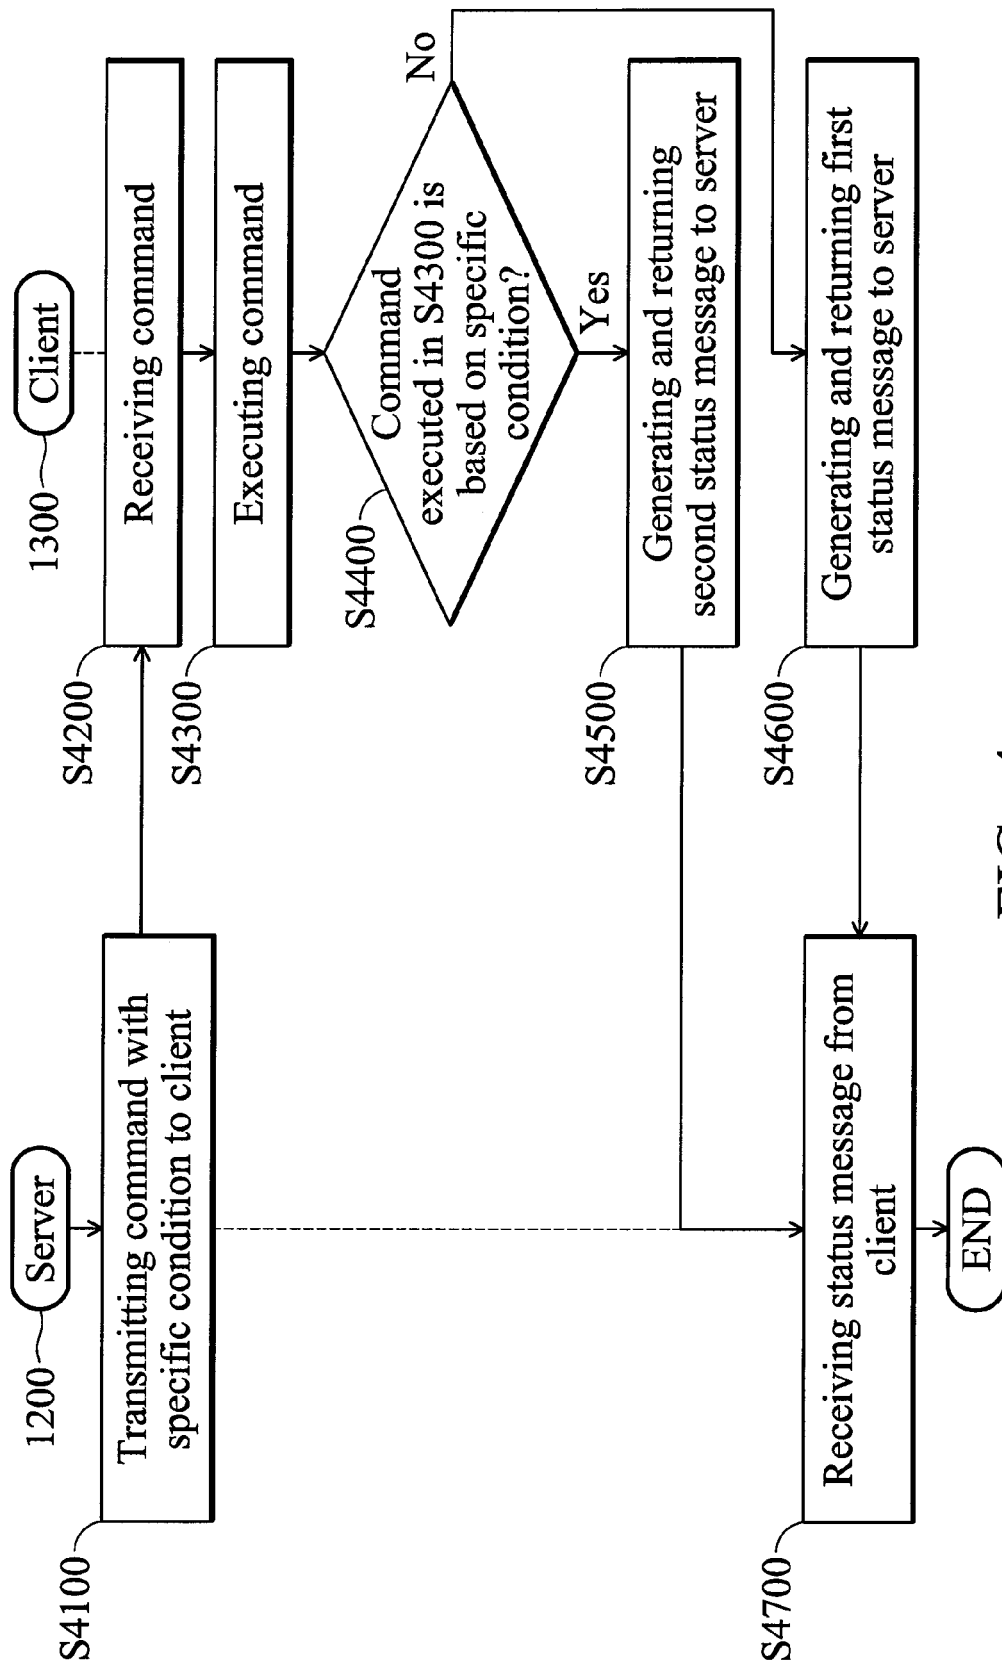 1200
Server
S4100
Transmitting command with
specific condition to client
1300
Client
S4200
Receiving command
S4300
Executing command
S4400
Command
executed in S4300 is
based on specific
condition?
No
Yes
S4500
Generating and returning
second status message to server
S4600
Generating and returning first
status message to server
S4700
Receiving status message from
client
END